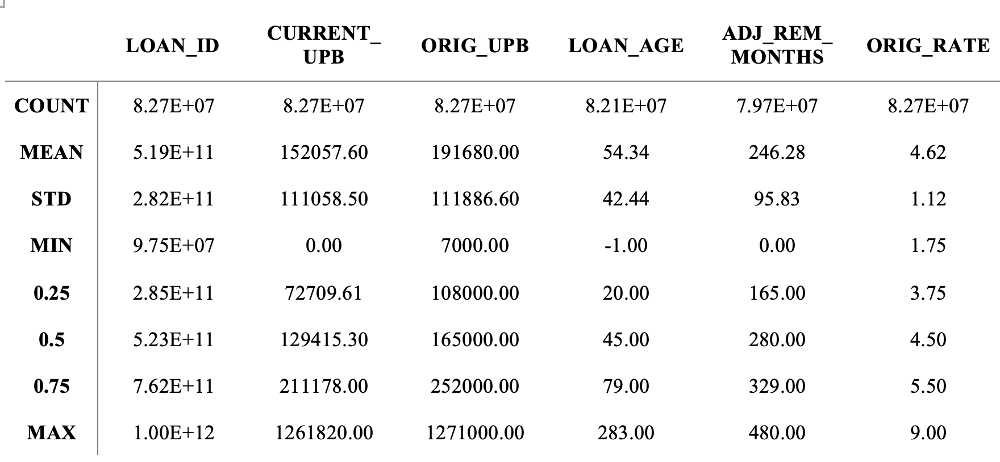 LOAN_ID CURRENT_UPB ORIG_UPB LOAN_AGE ADJ_REM_MONTHS ORIG_RATE
COUNT 8.27E+07 8.27E+07 8.27E+07 8.21E+07 7.97E+07 8.27E+07
MEAN 5.19E+11 152057.60 191680.00 54.34 246.28 4.62
STD 2.82E+11 111058.50 111886.60 42.44 95.83 1.12
MIN 9.75E+07 0.00 7000.00 -1.00 0.00 1.75
0.25 2.85E+11 72709.61 108000.00 20.00 165.00 3.75
0.5 5.23E+11 129415.30 165000.00 45.00 280.00 4.50
0.75 7.62E+11 211178.00 252000.00 79.00 329.00 5.50
MAX 1.00E+12 1261820.00 1271000.00 283.00 480.00 9.00